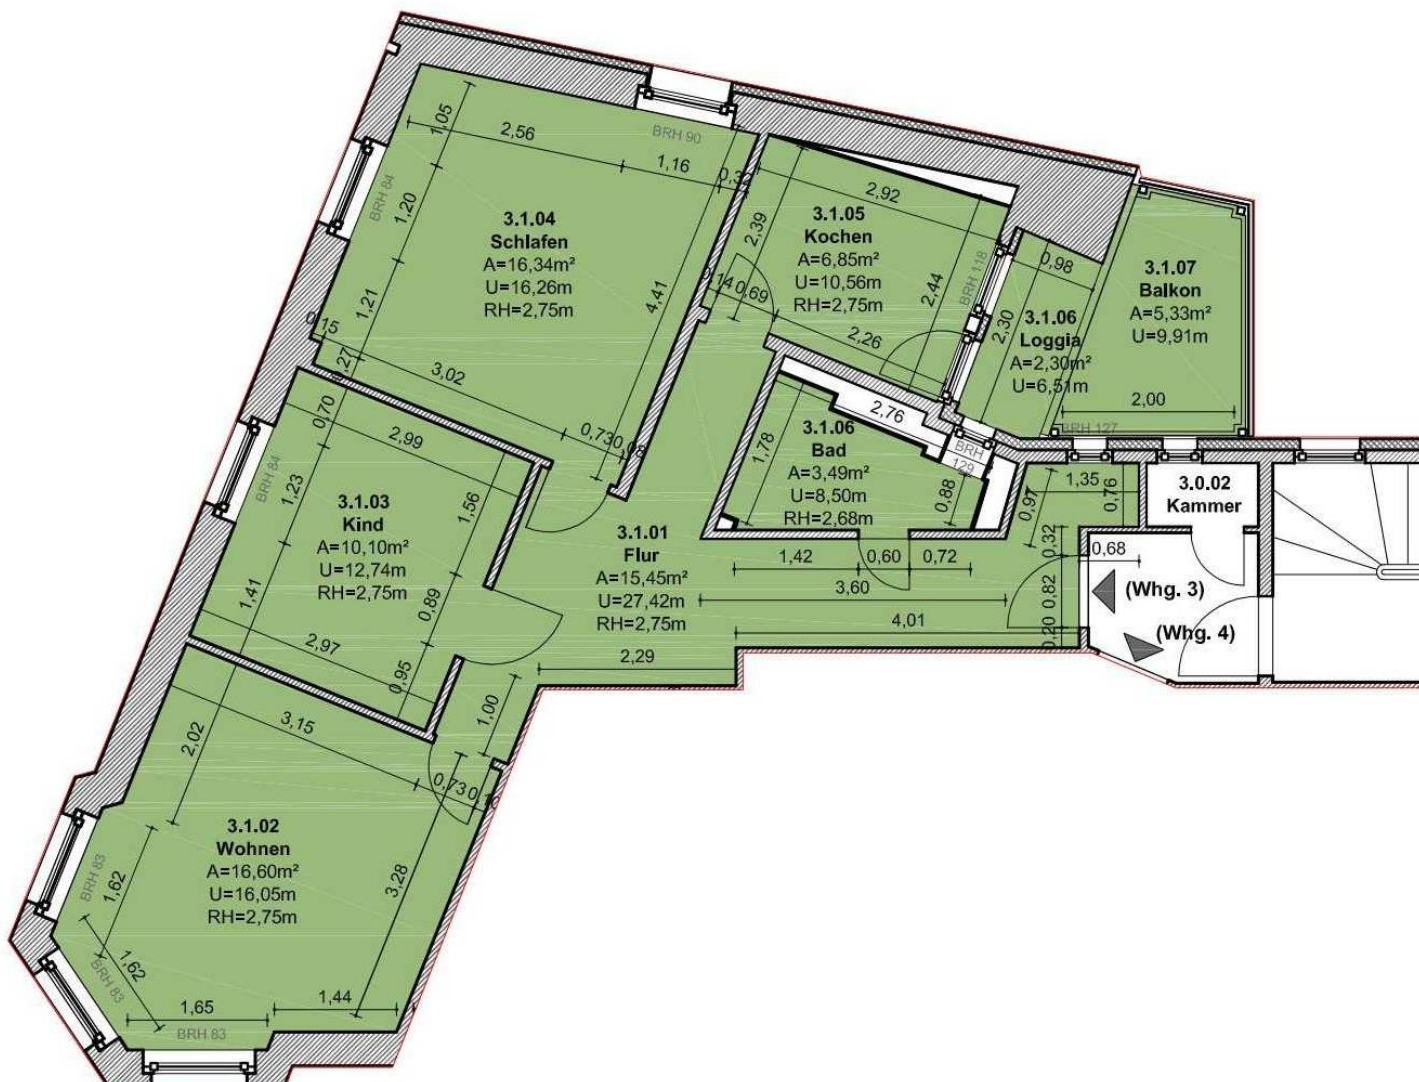 1,05
2,56
BRH 90
1,16
BRH 84
1,20
3.1.04
Schlafen
A=16,34m²
U=16,26m
RH=2,75m
4,41
1,21
0,15
0,27
3,02
0,73
2,92
2,39
3.1.05
Kochen
A=6,85m²
U=10,56m
RH=2,75m
0,14
0,69
2,44
BRH 118
2,26
0,98
2,30
3.1.06
Loggia
A=2,30m²
U=6,51m
3.1.07
Balkon
A=5,33m²
U=9,91m
2,00
BRH 127
0,70
2,99
BRH 84
1,23
3.1.03
Kind
A=10,10m²
U=12,74m
RH=2,75m
1,56
1,41
0,89
2,97
0,95
2,76
1,78
3.1.06
Bad
A=3,49m²
U=8,50m
RH=2,68m
BRH
129
0,88
0,97
1,35
0,76
3.0.02
Kammer
3.1.01
Flur
A=15,45m²
U=27,42m
RH=2,75m
1,42
0,60
0,72
0,32
0,68
3,60
0,82
(Whg. 3)
4,01
0,20
(Whg. 4)
2,29
1,00
3,15
2,02
0,73
0,10
3.1.02
Wohnen
A=16,60m²
U=16,05m
RH=2,75m
3,28
BRH 83
1,62
1,62
BRH 83
1,65
1,44
BRH 83